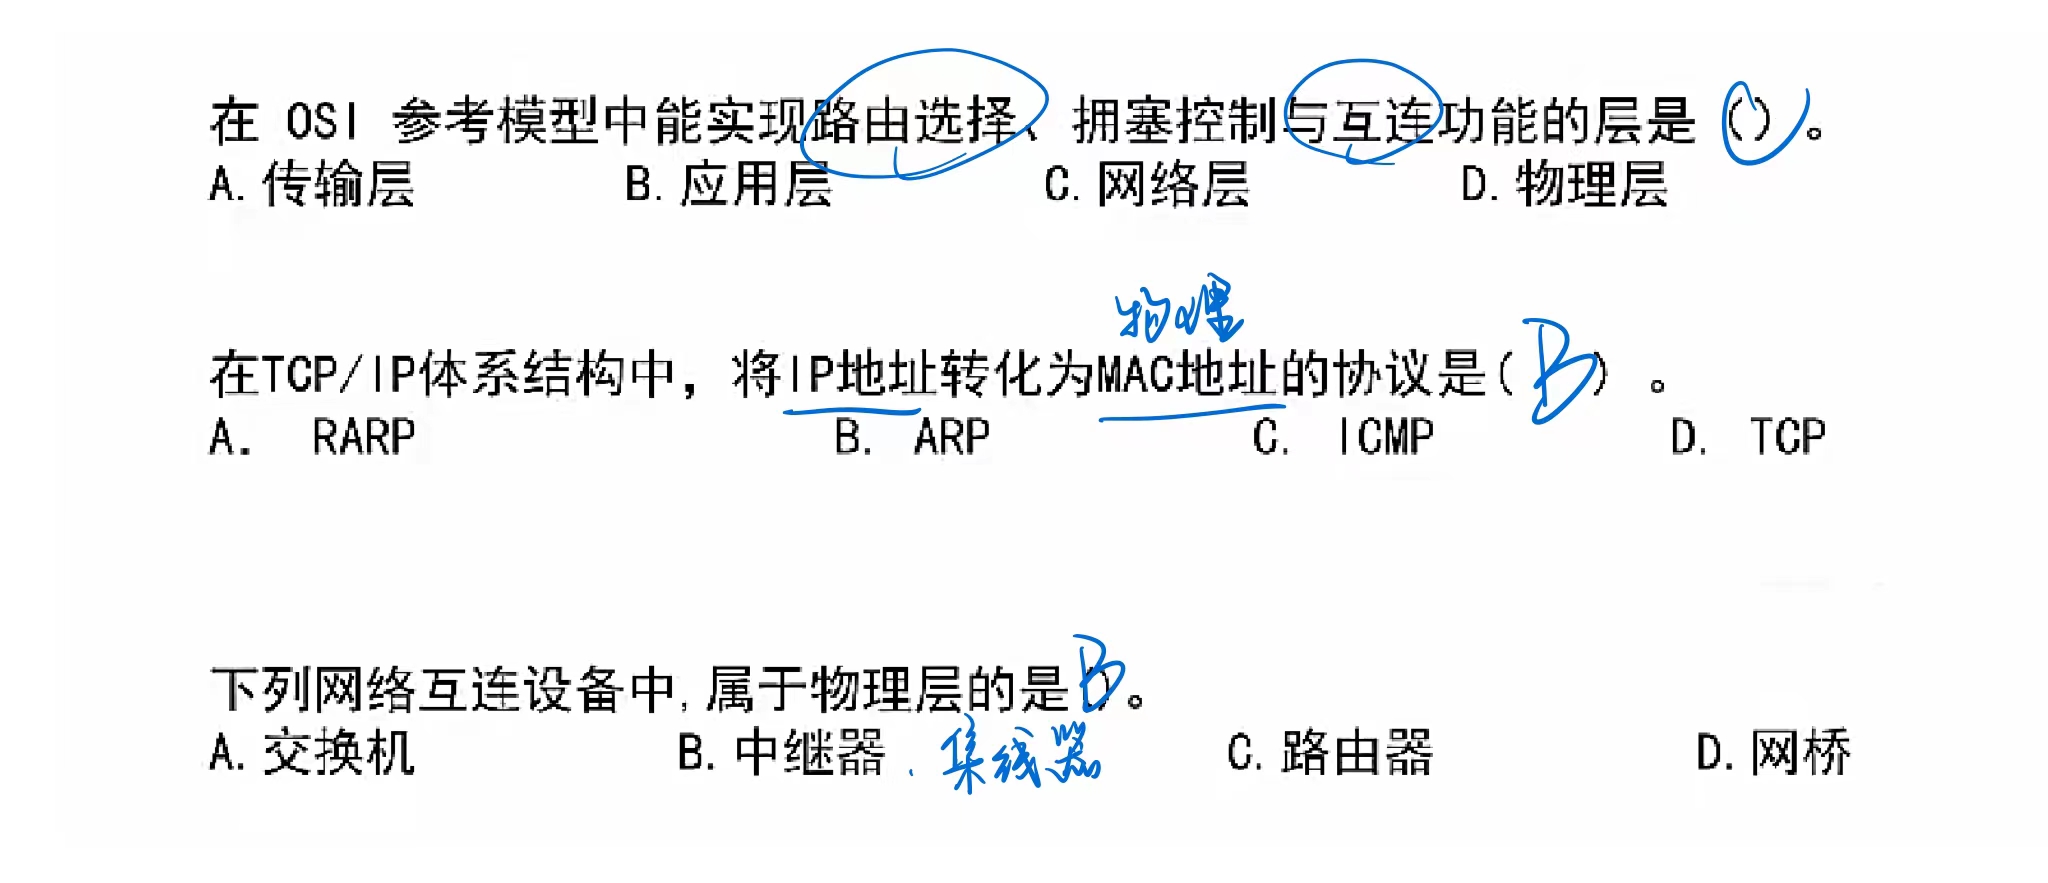 在 OSI 参考模型中能实现路由选择、拥塞控制与互连功能的层是 (C)。
A. 传输层 B. 应用层 C. 网络层 D. 物理层
物理
在TCP/IP体系结构中，将IP地址转化为MAC地址的协议是( B ) 。
A. RARP B. ARP C. ICMP D. TCP
下列网络互连设备中,属于物理层的是(B)。
A. 交换机 B. 中继器 . 集线器 C. 路由器 D. 网桥